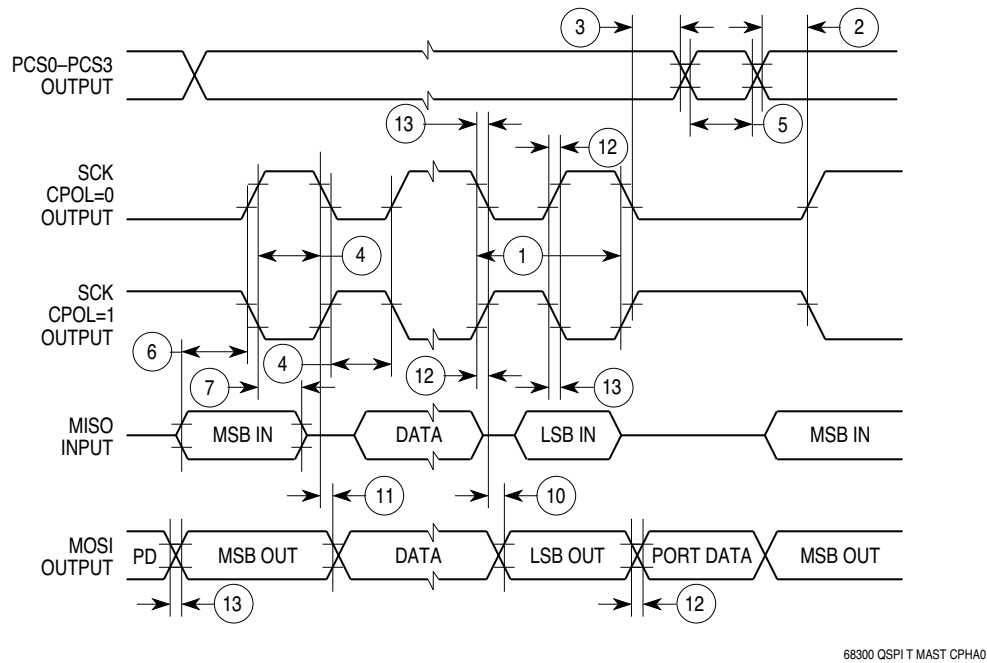 3
2
PCS0–PCS3
OUTPUT
5
13
12
SCK
CPOL=0
OUTPUT
4
1
SCK
CPOL=1
OUTPUT
6
4
7
12
13
MISO
INPUT
MSB IN
DATA
LSB IN
MSB IN
11
10
MOSI
OUTPUT
PD
MSB OUT
DATA
LSB OUT
PORT DATA
MSB OUT
13
12
68300 QSPI T MAST CPHA0